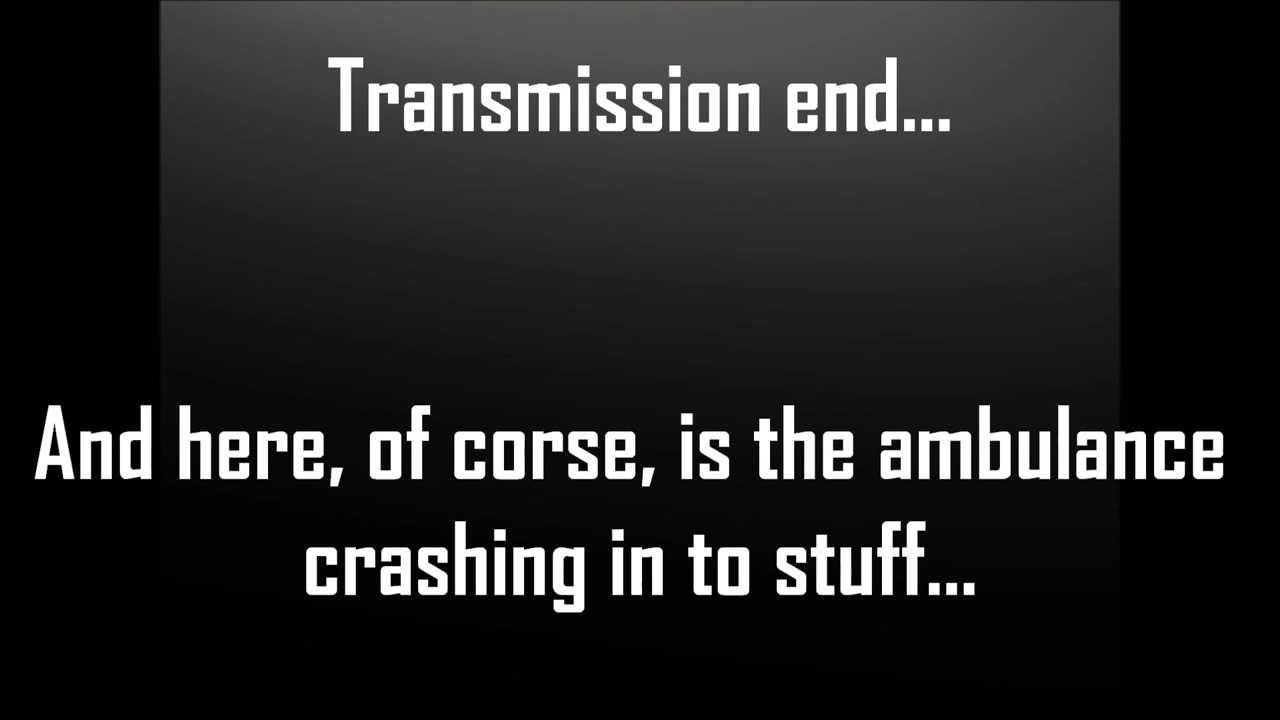 Transmission end...
And here, of corse, is the ambulance
crashing in to stuff...